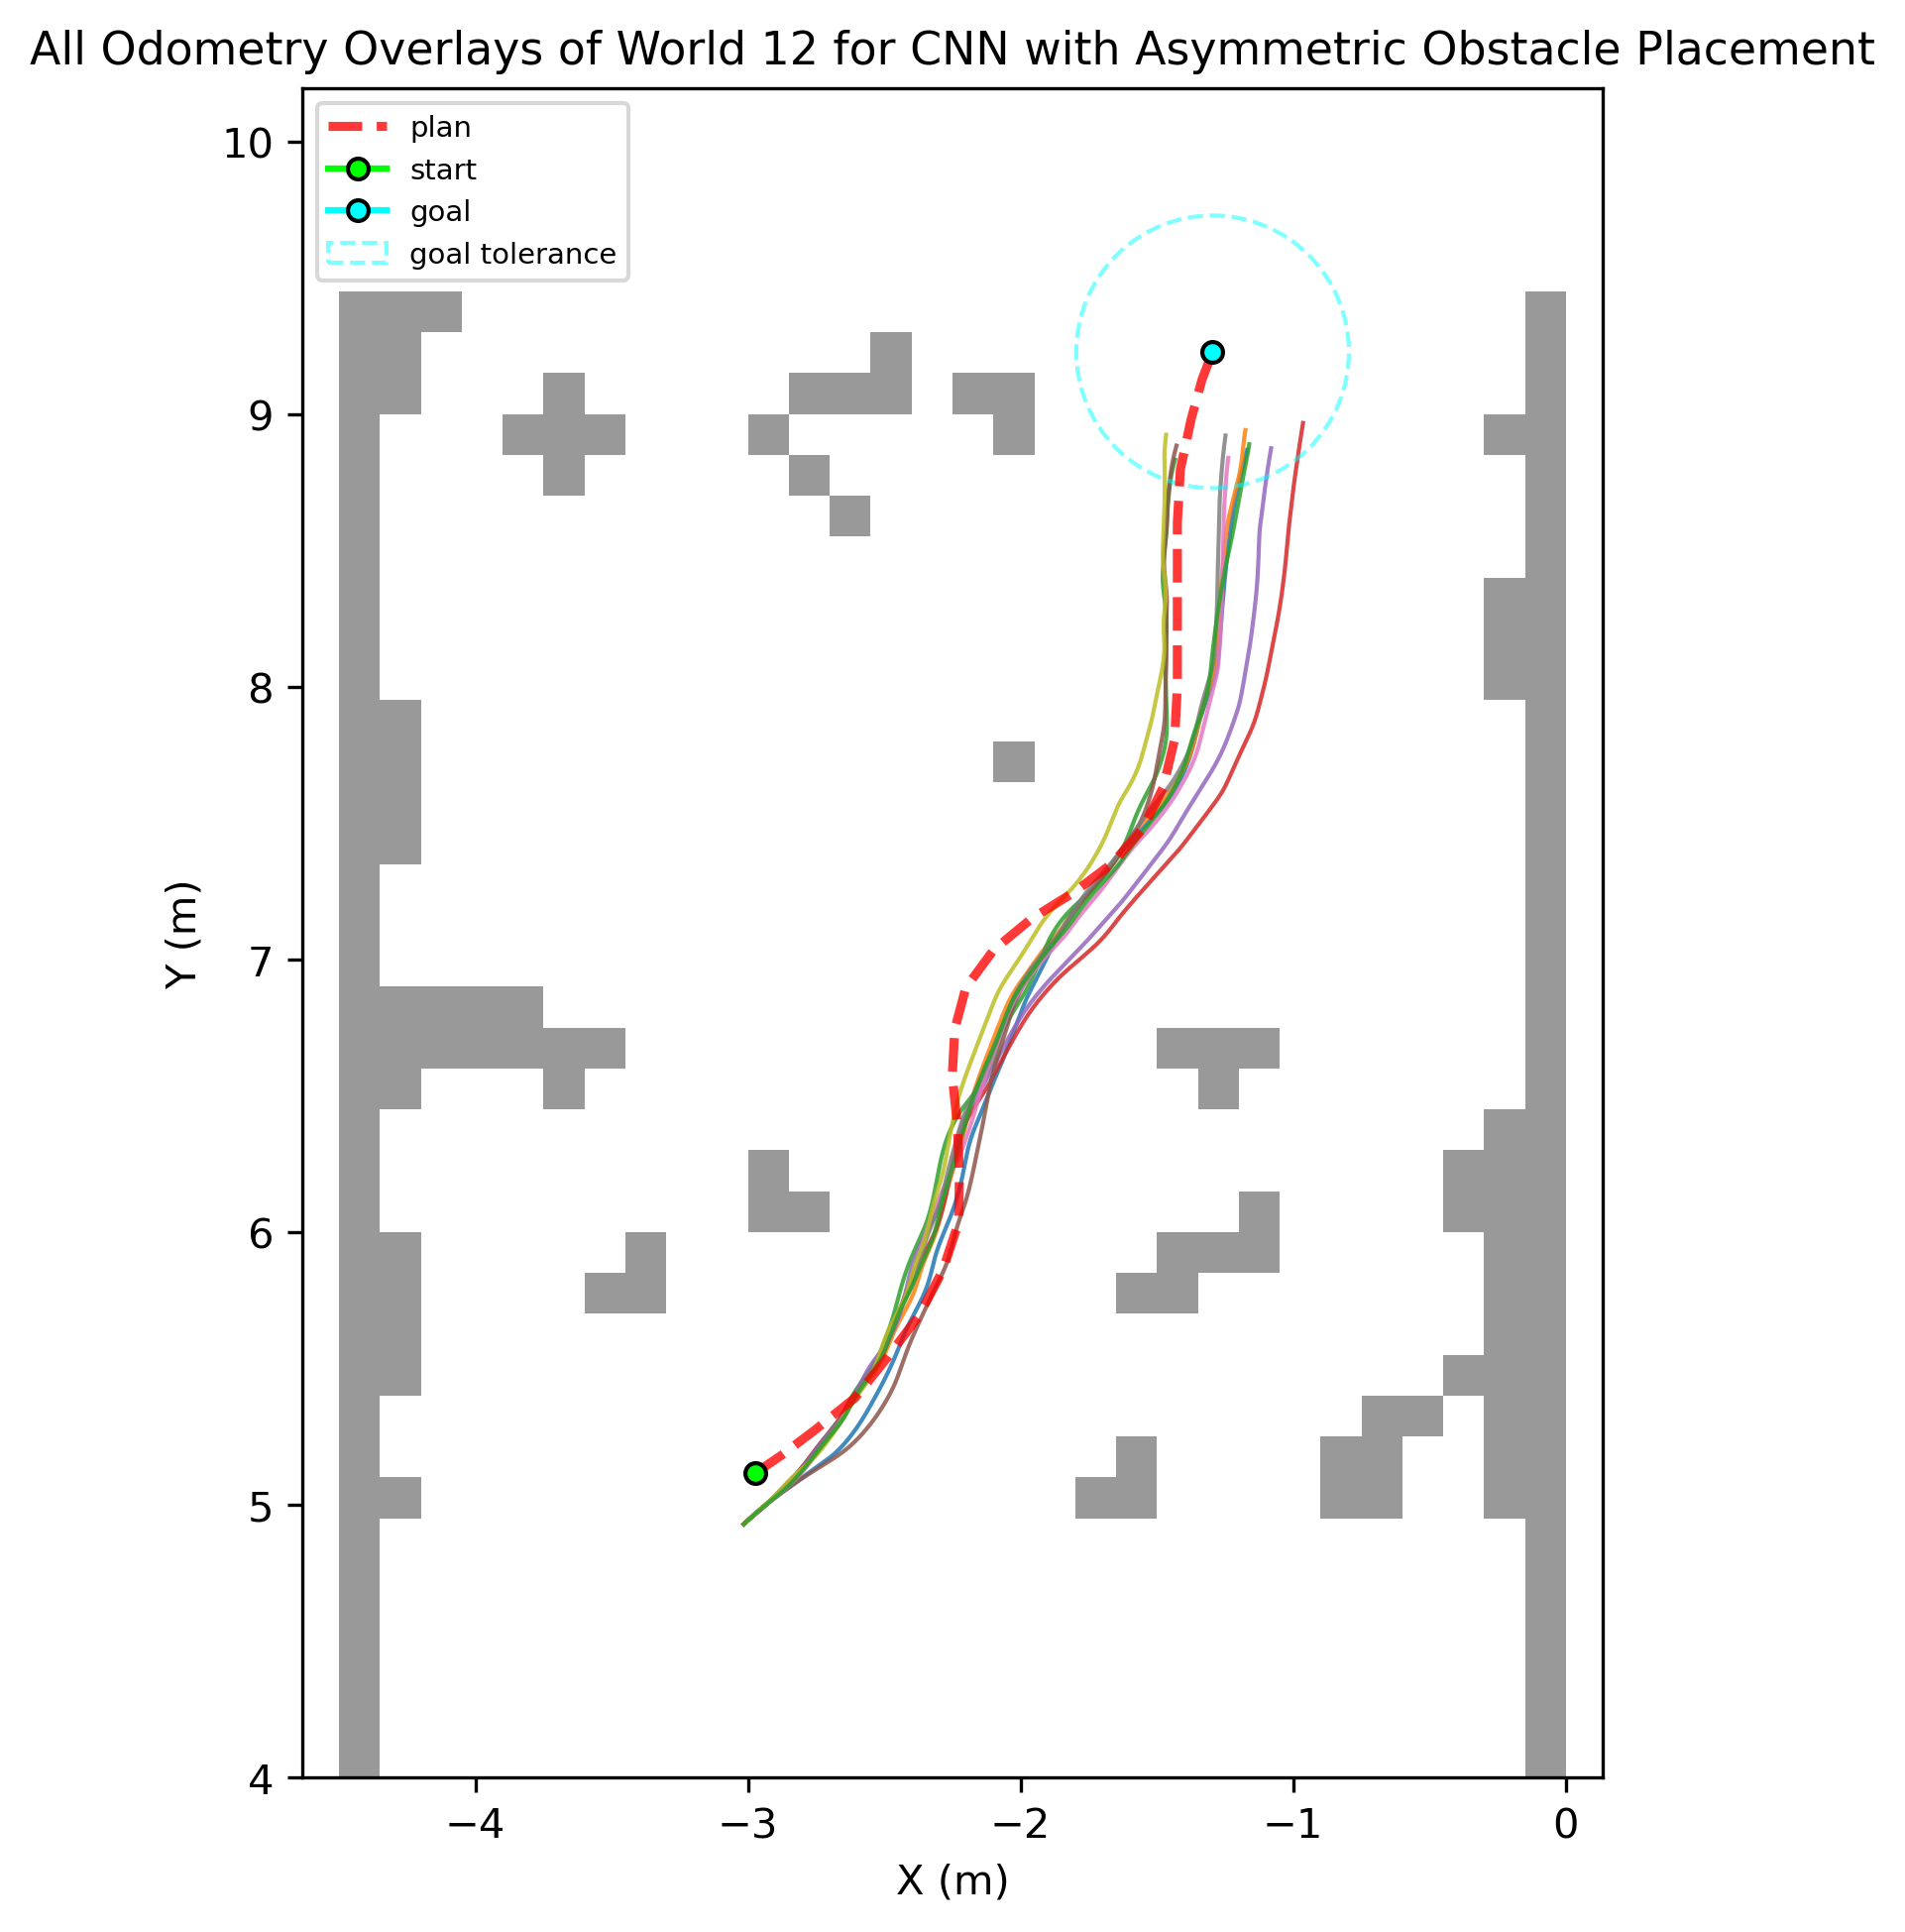 All Odometry Overlays of World 12 for CNN with Asymmetric Obstacle Placement
plan
start
goal
goal tolerance
10
9
8
7
6
5
4
Y (m)
−4
−3
−2
−1
0
X (m)